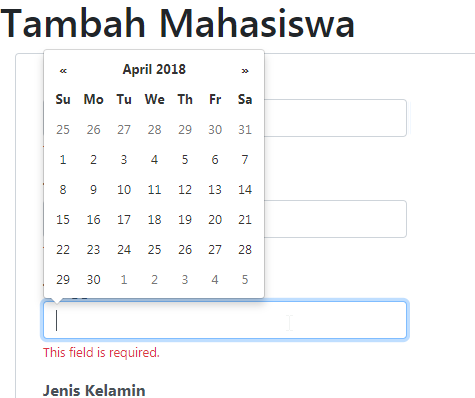 Tambah Mahasiswa
« April 2018 »
Su Mo Tu We Th Fr Sa
25 26 27 28 29 30 31
1 2 3 4 5 6 7
8 9 10 11 12 13 14
15 16 17 18 19 20 21
22 23 24 25 26 27 28
29 30 1 2 3 4 5
This field is required.
Jenis Kelamin